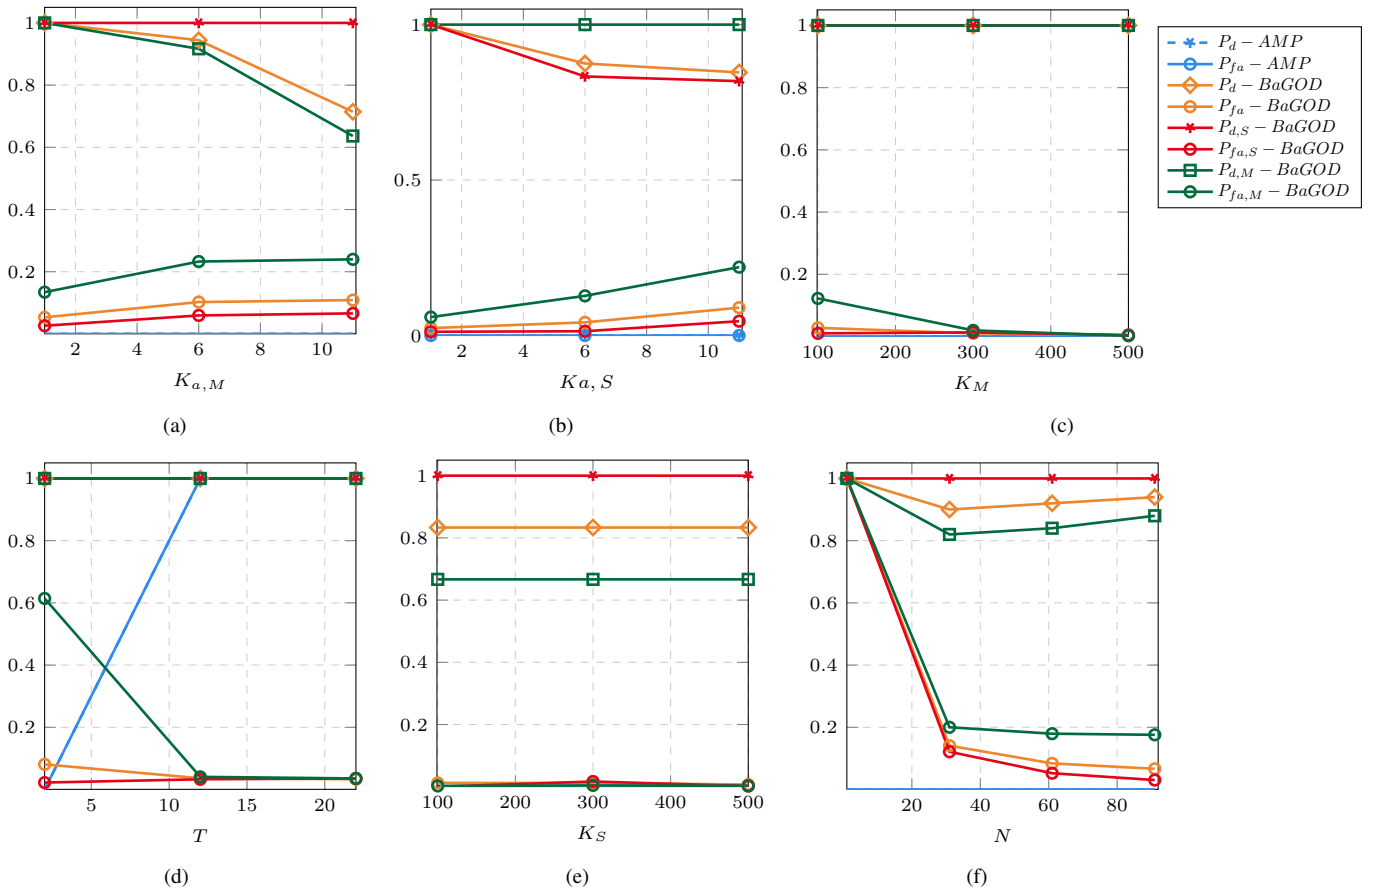 1
0.8
0.6
0.4
0.2
2 4 6 8 10
K_{a,M}
(a)
1
0.5
0
2 4 6 8 10
Ka, S
(b)
1
0.8
0.6
0.4
0.2
100 200 300 400 500
K_M
(c)
P_d − AMP
P_{fa} − AMP
P_d − BaGOD
P_{fa} − BaGOD
P_{d,S} − BaGOD
P_{fa,S} − BaGOD
P_{d,M} − BaGOD
P_{fa,M} − BaGOD
1
0.8
0.6
0.4
0.2
5 10 15 20
T
(d)
1
0.8
0.6
0.4
0.2
100 200 300 400 500
K_S
(e)
1
0.8
0.6
0.4
0.2
20 40 60 80
N
(f)